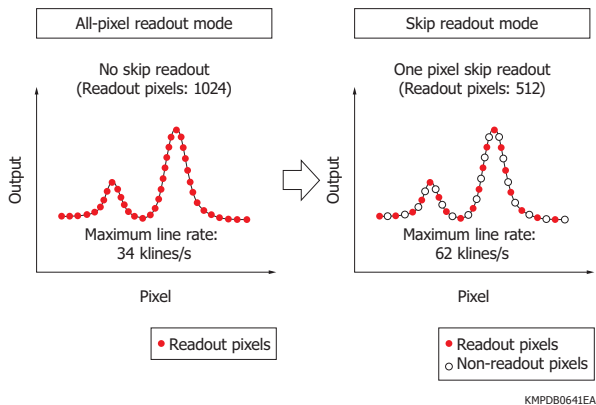 All-pixel readout mode
No skip readout
(Readout pixels: 1024)
Output
Maximum line rate:
34 klines/s
Pixel
Readout pixels
Skip readout mode
One pixel skip readout
(Readout pixels: 512)
Output
Maximum line rate:
62 klines/s
Pixel
Readout pixels
Non-readout pixels
KMPDB0641EA